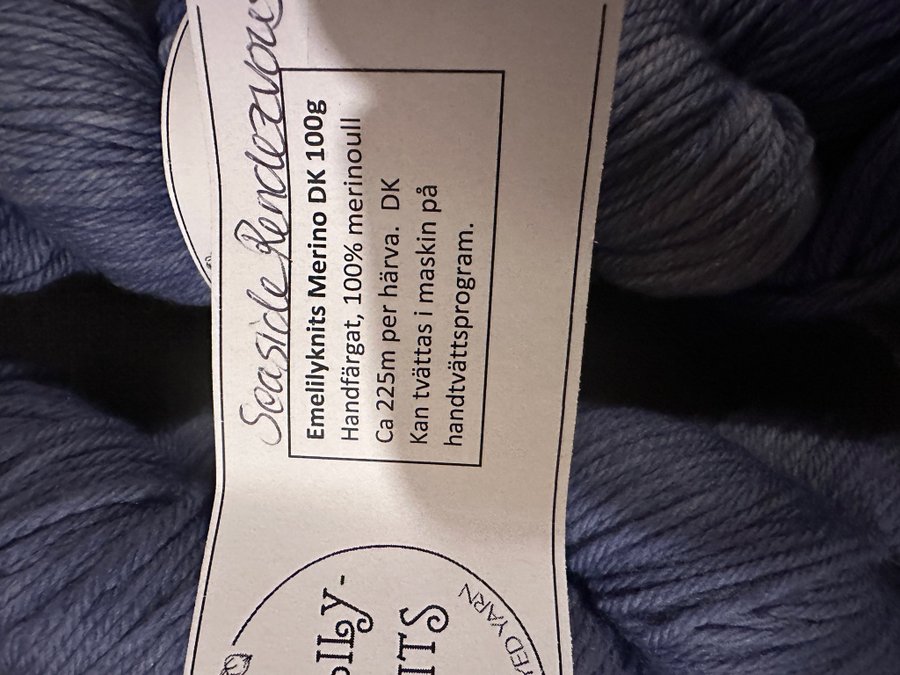 Seaside Rendezvous
Emelilyknits Merino DK 100g
Handfärgat, 100% merinoull
Ca 225m per härva. DK
Kan tvättas i maskin på
handtvättsprogram.
YARN